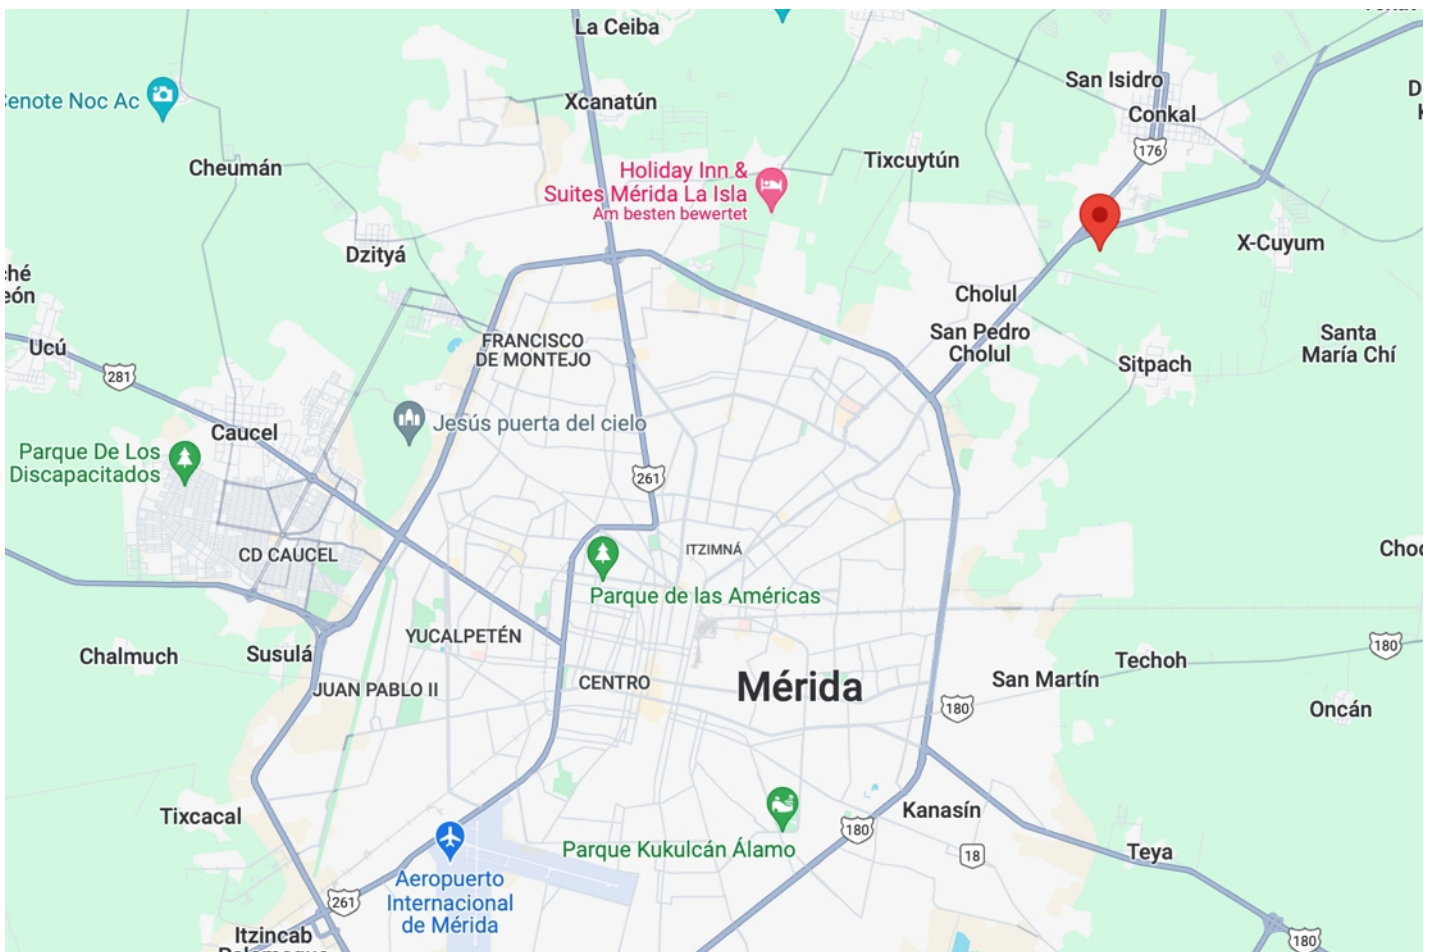 La Ceiba
San Isidro
Cenote Noc Ac
Xcanatún
Conkal
176
Cheumán
Holiday Inn &
Suites Mérida La Isla
Am besten bewertet
Tixcuytún
Dzityá
X-Cuyum
Cholul
San Pedro
Cholul
FRANCISCO
DE MONTEJO
Santa
María Chí
Ucú
281
Sitpach
Jesús puerta del cielo
Caucel
Parque De Los
Discapacitados
261
CD CAUCEL
ITZIMNÁ
Parque de las Américas
YUCALPETÉN
180
Chalmuch
Susulá
Techoh
San Martín
JUAN PABLO II
CENTRO
Mérida
180
Oncán
Tixcacal
Kanasín
180
Parque Kukulcán Álamo
18
Teya
Aeropuerto
Internacional
de Mérida
261
Itzincab
180